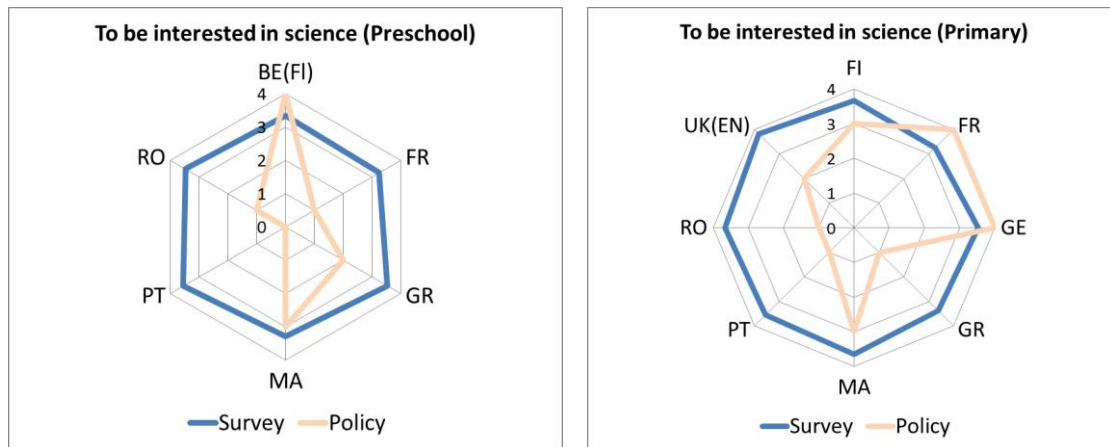 To be interested in science (Preschool)
BE(Fl)
4
3
2
1
0
FR
GR
MA
PT
RO
Survey
Policy
To be interested in science (Primary)
FI
4
3
2
1
0
FR
GE
GR
MA
PT
RO
UK(EN)
Survey
Policy